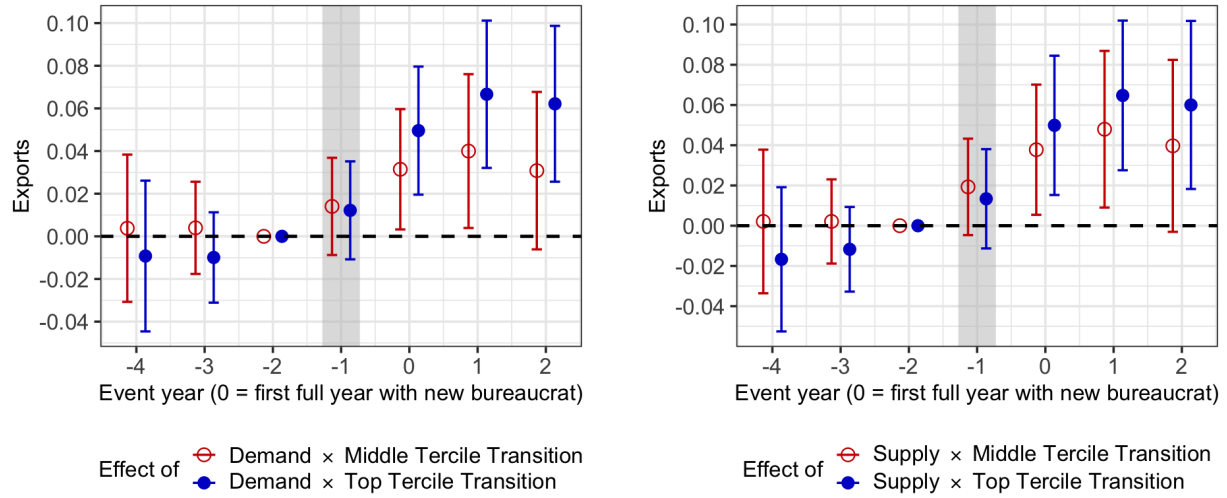 0.10
0.08
0.06
0.04
0.02
0.00
-0.02
-0.04
Exports
-4 -3 -2 -1 0 1 2
Event year (0 = first full year with new bureaucrat)
Effect of
Demand × Middle Tercile Transition
Demand × Top Tercile Transition
0.10
0.08
0.06
0.04
0.02
0.00
-0.02
-0.04
Exports
-4 -3 -2 -1 0 1 2
Event year (0 = first full year with new bureaucrat)
Effect of
Supply × Middle Tercile Transition
Supply × Top Tercile Transition